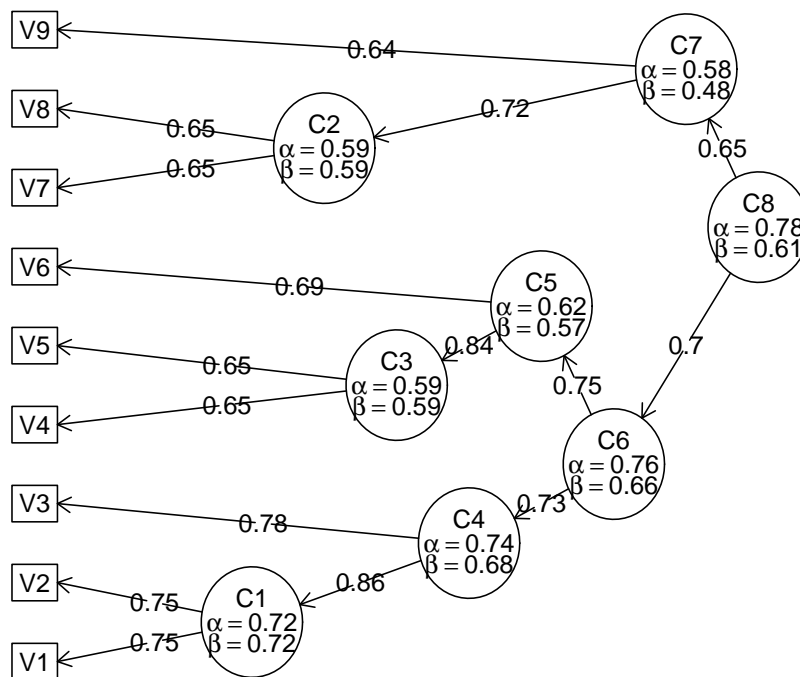 V9
0.64
C7
α = 0.58
β = 0.48
V8
0.65
C2
α = 0.59
β = 0.59
0.72
V7
0.65
0.65
C8
α = 0.78
β = 0.61
V6
0.69
C5
α = 0.62
β = 0.57
V5
0.65
C3
α = 0.59
β = 0.59
0.84
0.7
V4
0.65
0.75
C6
α = 0.76
β = 0.66
V3
0.78
C4
α = 0.74
β = 0.68
0.73
V2
0.75
C1
α = 0.72
β = 0.72
0.86
V1
0.75